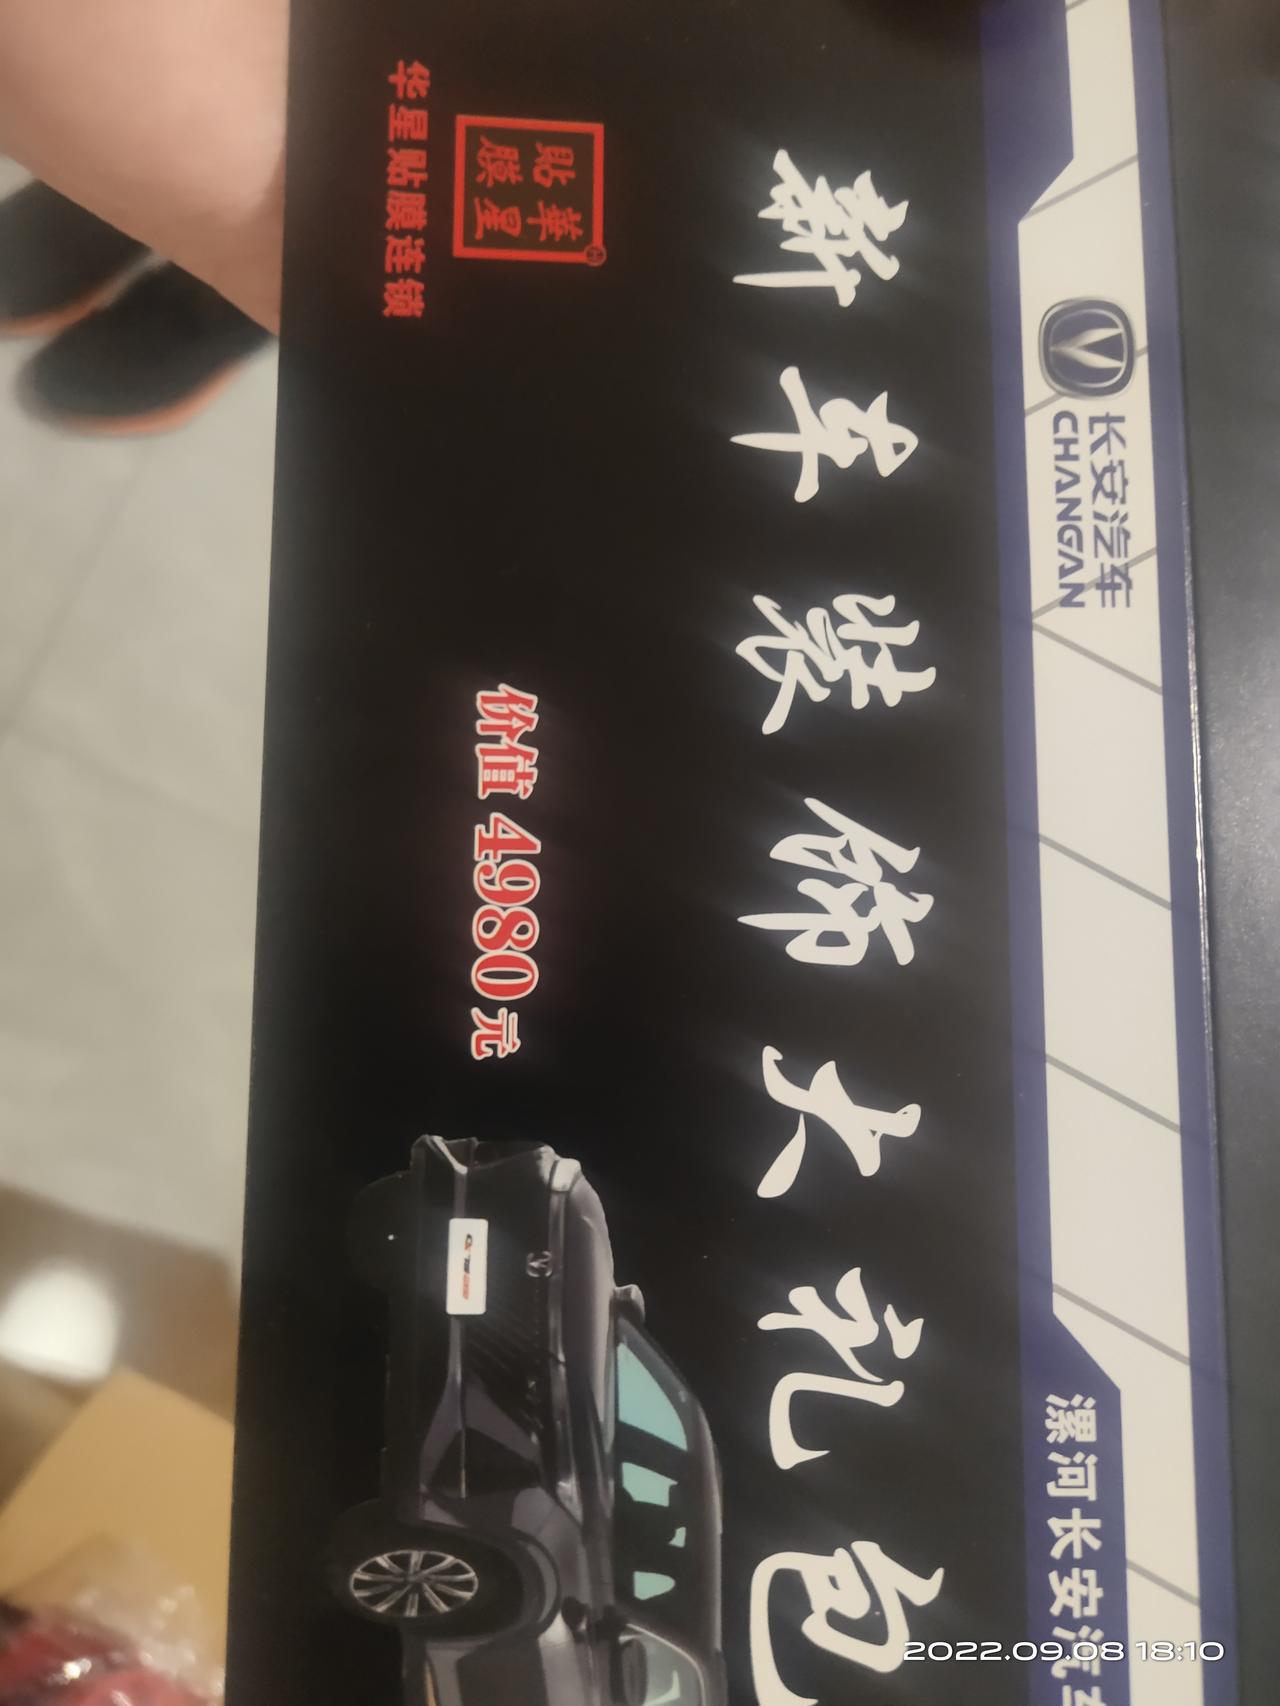 长安汽车
CHANGAN
漯河长安汽车
新车装饰大礼包
華星
貼膜
华星贴膜连锁
价值4980元
2022.09.08 18:10